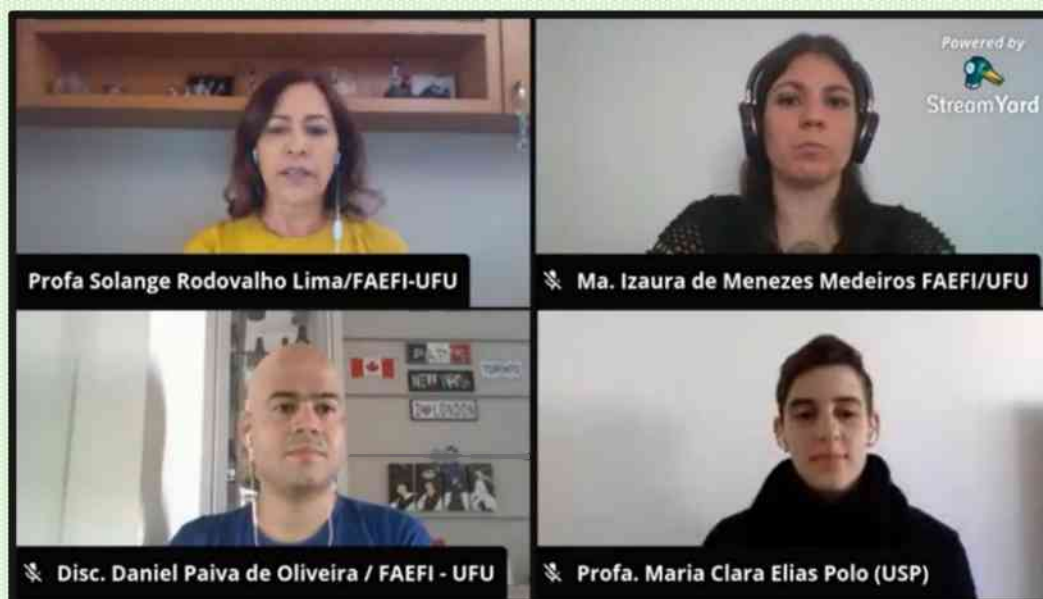 Powered by
StreamYard
Profa Solange Rodovalho Lima/FAEFI-UFU
Ma. Izaura de Menezes Medeiros FAEFI/UFU
NEW YORK
TORONTO
I♥LONDON
Disc. Daniel Paiva de Oliveira / FAEFI - UFU
Profa. Maria Clara Elias Polo (USP)